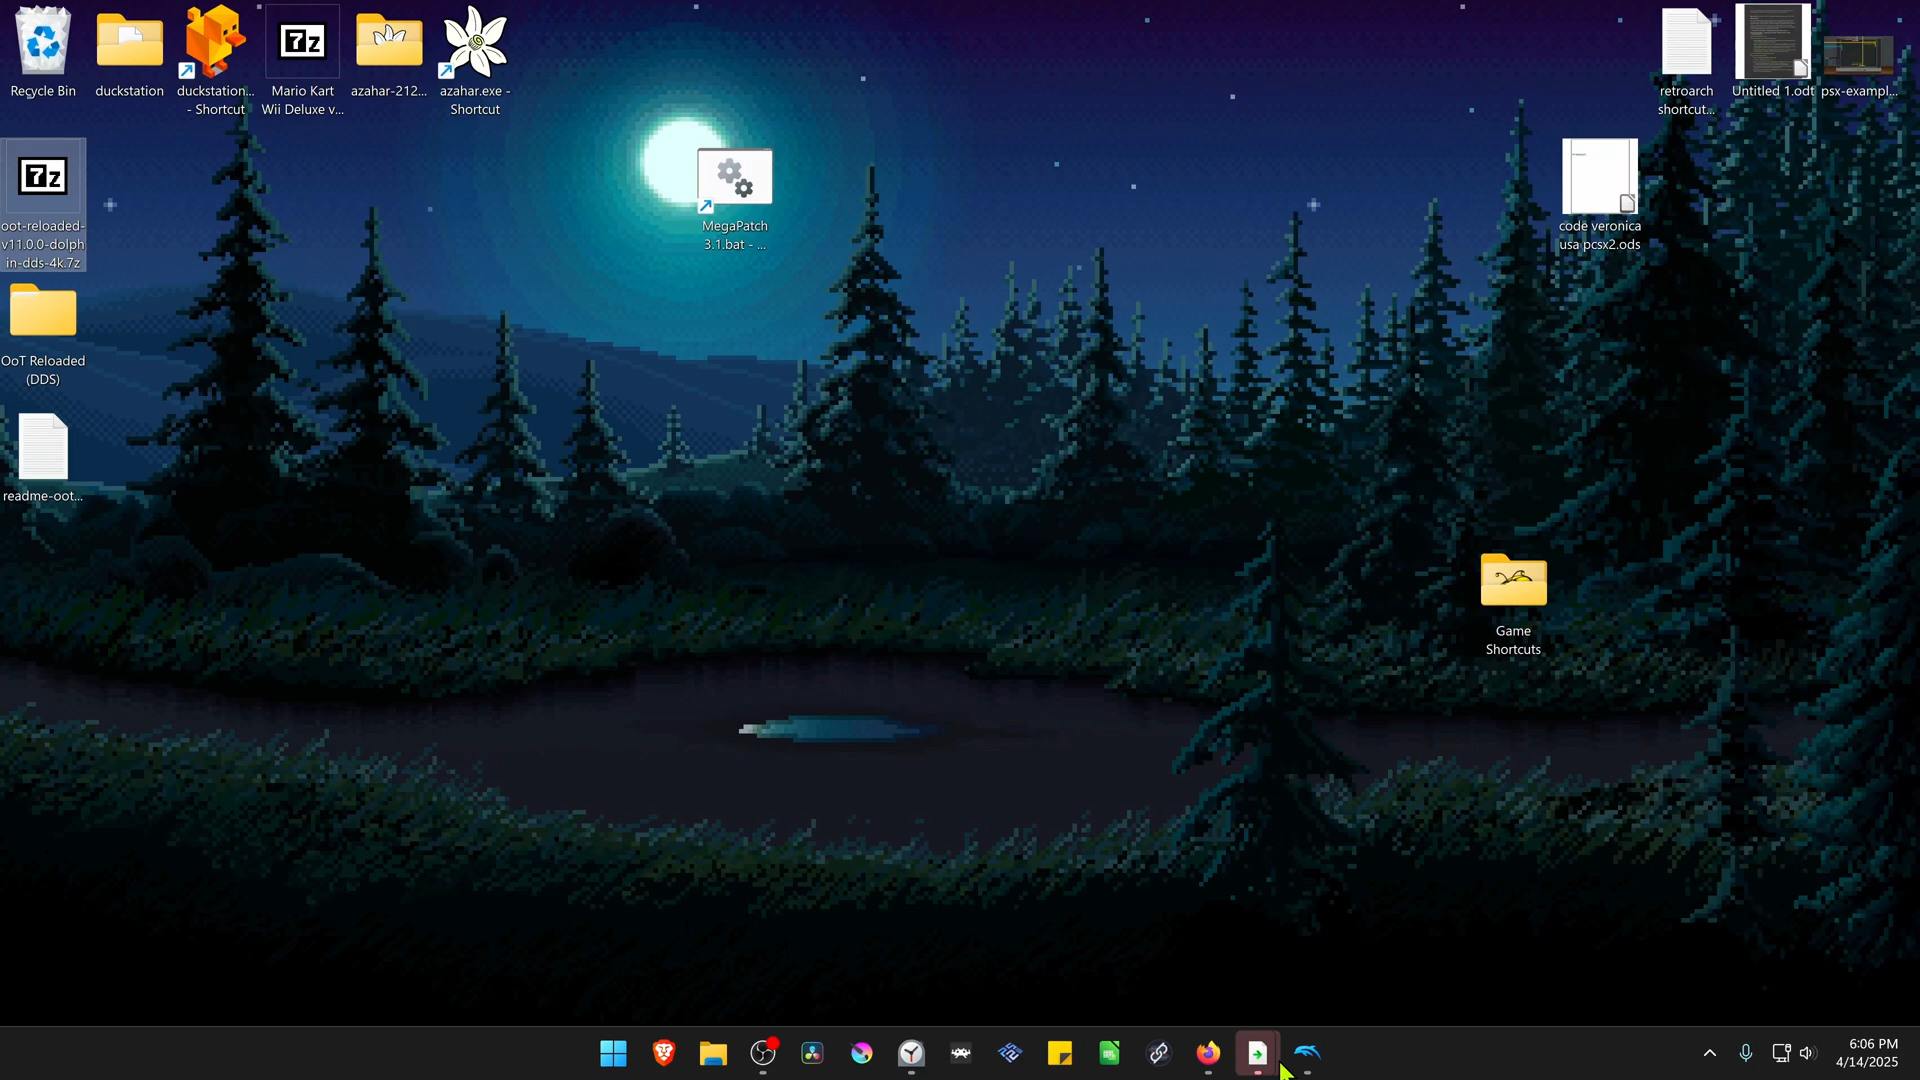 Recycle Bin
duckstation
duckstation...
- Shortcut
7z
Mario Kart
Wii Deluxe v...
azahar-212...
azahar.exe -
Shortcut
retroarch
shortcut...
Untitled 1.odt
psx-exampl...
7z
oot-reloaded-
v11.0.0-dolph
in-dds-4k.7z
MegaPatch
3.1.bat - ...
code veronica
usa pcsx2.ods
OoT Reloaded
(DDS)
readme-oot...
Game
Shortcuts
6:06 PM
4/14/2025